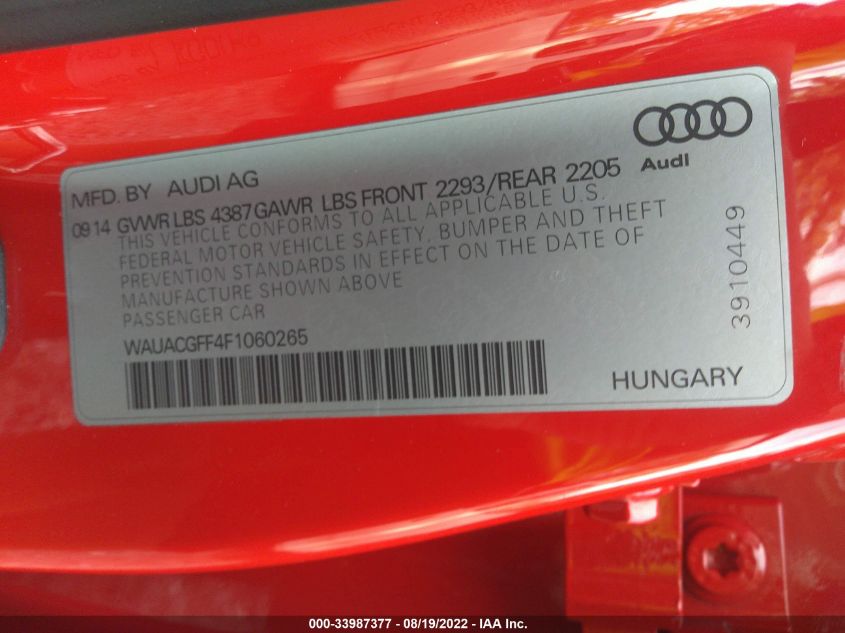 Audi
MFD. BY AUDI AG
09 14 GVWR LBS 4387 GAWR LBS FRONT 2293/REAR 2205
THIS VEHICLE CONFORMS TO ALL APPLICABLE U.S.
FEDERAL MOTOR VEHICLE SAFETY, BUMPER AND THEFT
PREVENTION STANDARDS IN EFFECT ON THE DATE OF
MANUFACTURE SHOWN ABOVE
PASSENGER CAR
WAUACGFF4F1060265
HUNGARY
3910449
000-33987377 - 08/19/2022 - IAA Inc.